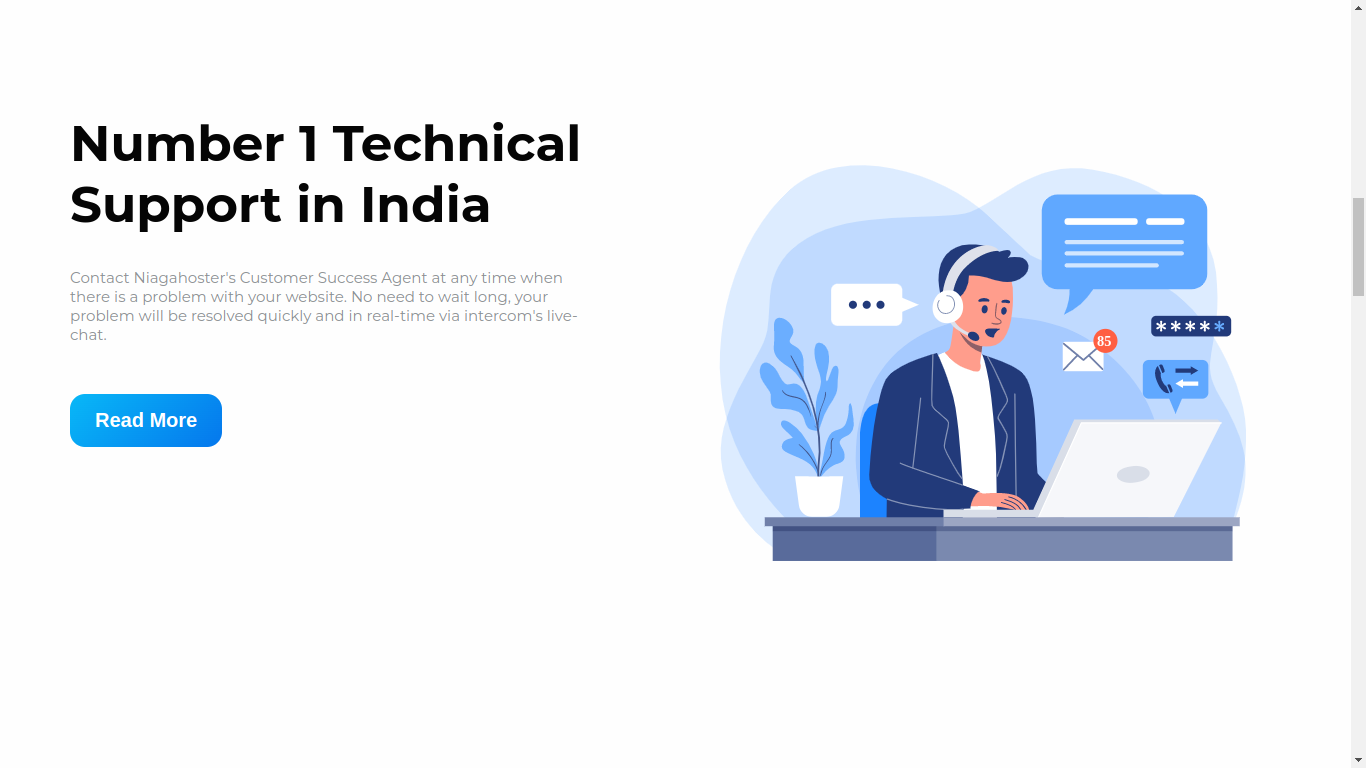 Number 1 Technical
Support in India
Contact Niagahoster's Customer Success Agent at any time when
there is a problem with your website. No need to wait long, your
problem will be resolved quickly and in real-time via intercom's live-
chat.
Read More
85
*****